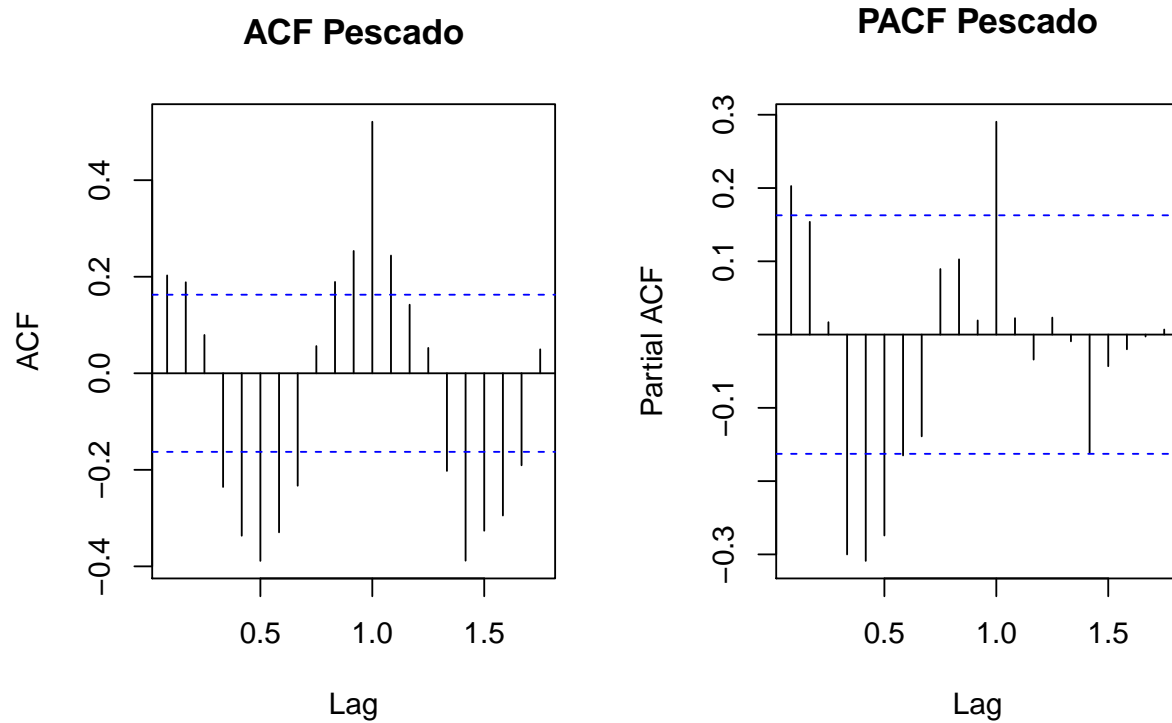 ACF Pescado
ACF
0.4
0.2
0.0
−0.2
−0.4
0.5 1.0 1.5
Lag
PACF Pescado
Partial ACF
0.3
0.2
0.1
−0.1
−0.3
0.5 1.0 1.5
Lag